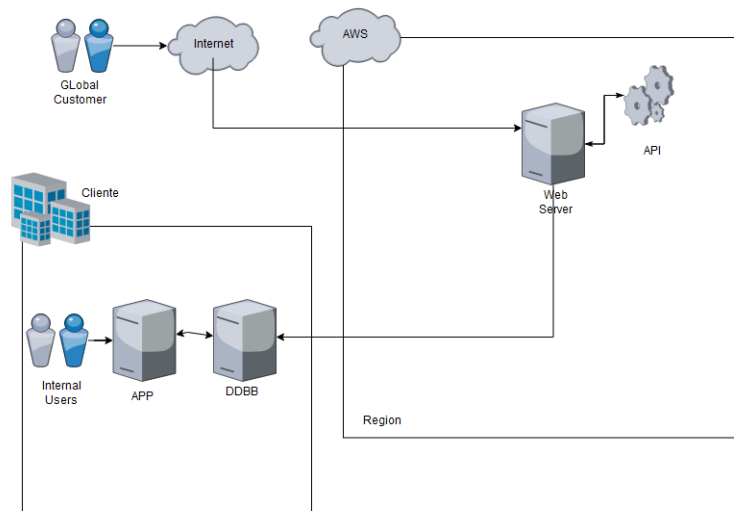 Internet
AWS
GLobal
Customer
API
Web
Server
Cliente
Internal
Users
APP
DDBB
Region